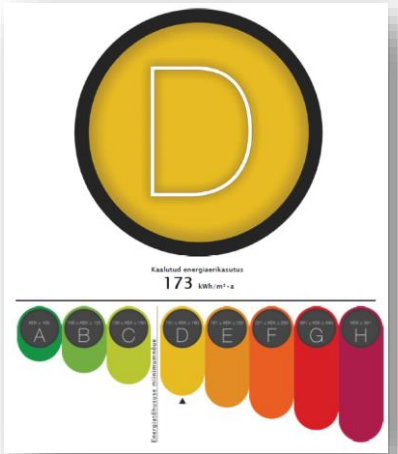 D
Kaalutud energiaerikasutus
173 kWh/m²·a
A B C D E F G H
Energiatõhususe miinimumnõue